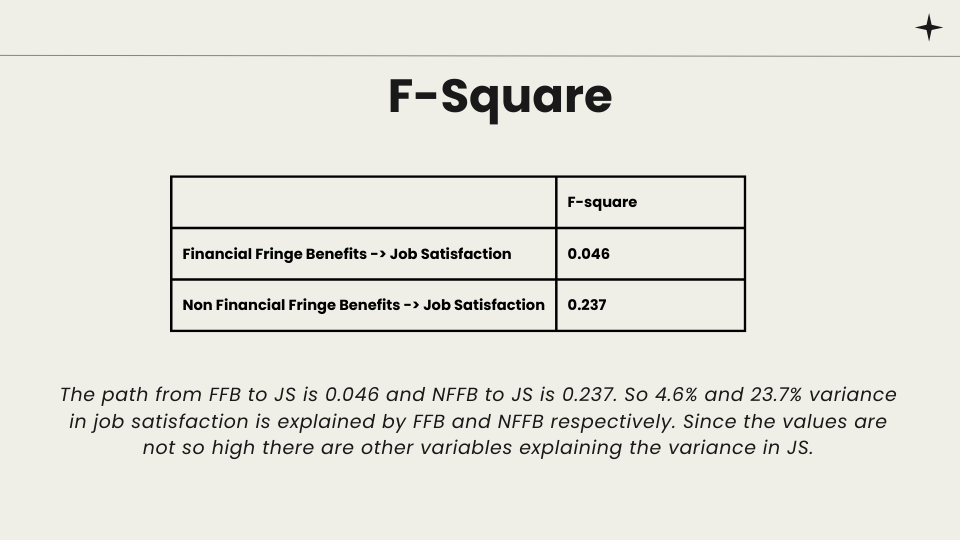 F-Square
F-square
Financial Fringe Benefits -> Job Satisfaction 0.046
Non Financial Fringe Benefits -> Job Satisfaction 0.237
The path from FFB to JS is 0.046 and NFFB to JS is 0.237. So 4.6% and 23.7% variance
in job satisfaction is explained by FFB and NFFB respectively. Since the values are
not so high there are other variables explaining the variance in JS.